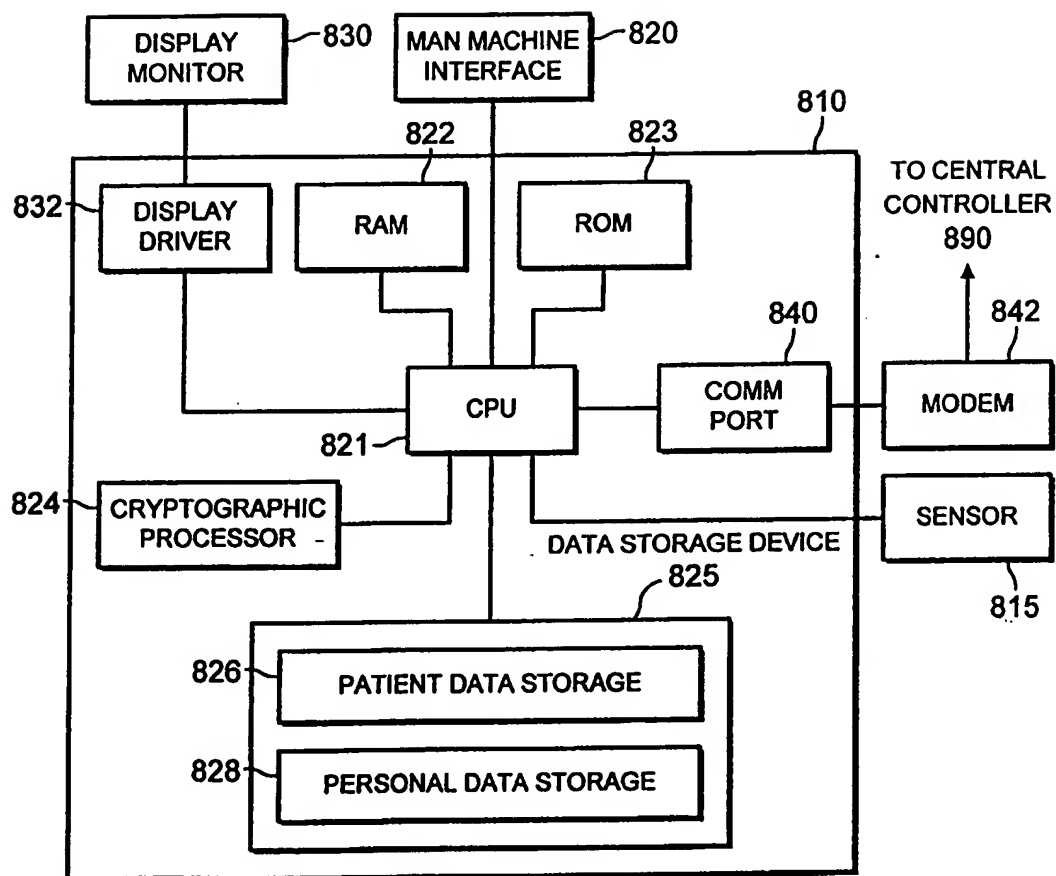 DISPLAY
MONITOR
830
MAN MACHINE
INTERFACE
820
810
822
823
TO CENTRAL
CONTROLLER
890
832
DISPLAY
DRIVER
RAM
ROM
840
842
CPU
821
COMM
PORT
MODEM
824
CRYPTOGRAPHIC
PROCESSOR
SENSOR
815
DATA STORAGE DEVICE
825
826
PATIENT DATA STORAGE
828
PERSONAL DATA STORAGE